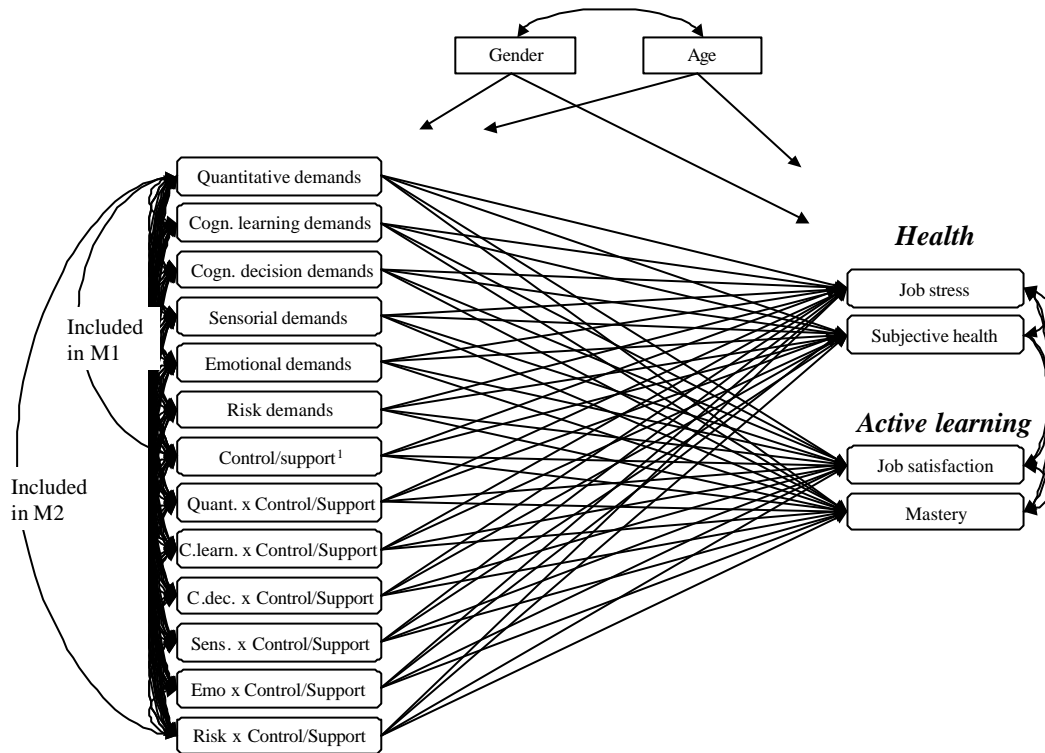 Gender
Age
Quantitative demands
Cogn. learning demands
Cogn. decision demands
Sensorial demands
Emotional demands
Risk demands
Control/support¹
Quant. x Control/Support
C.learn. x Control/Support
C.dec. x Control/Support
Sens. x Control/Support
Emo x Control/Support
Risk x Control/Support
Included
in M1
Included
in M2
Health
Job stress
Subjective health
Active learning
Job satisfaction
Mastery